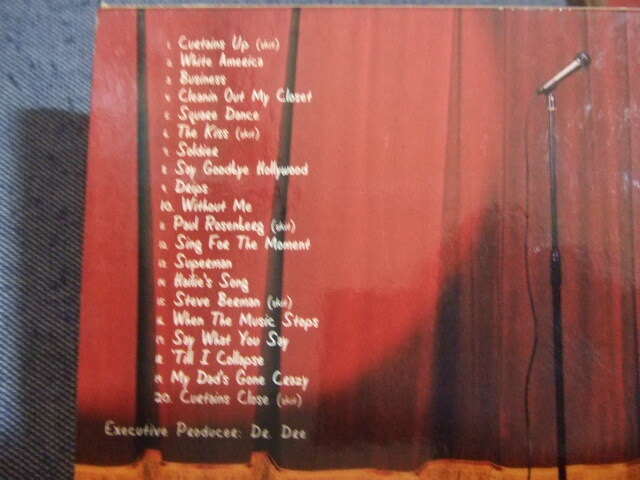 1. Curtains Up (skit)
2. White America
3. Business
4. Cleanin Out My Closet
5. Square Dance
6. The Kiss (skit)
7. Soldier
8. Say Goodbye Hollywood
9. Drips
10. Without Me
11. Paul Rosenberg (skit)
12. Sing For The Moment
13. Superman
14. Hailie's Song
15. Steve Berman (skit)
16. When The Music Stops
17. Say What You Say
18. 'Till I Collapse
19. My Dad's Gone Crazy
20. Curtains Close (skit)
Executive Producer: Dr. Dre